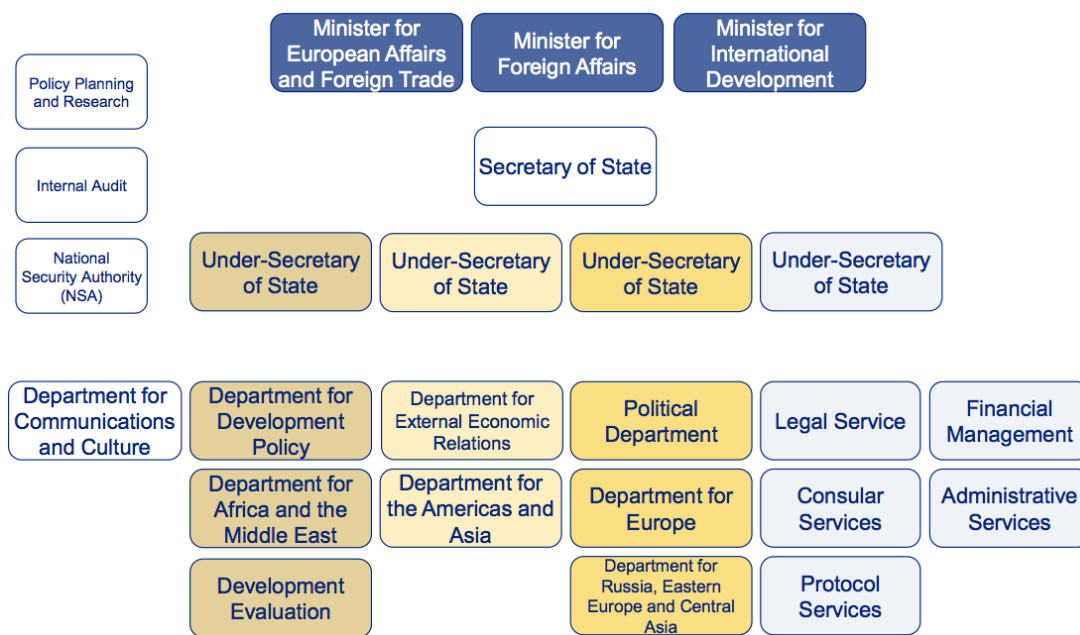 Minister for
European Affairs
and Foreign Trade
Minister for
Foreign Affairs
Minister for
International
Development
Policy Planning
and Research
Secretary of State
Internal Audit
National
Security Authority
(NSA)
Under-Secretary
of State
Under-Secretary
of State
Under-Secretary
of State
Under-Secretary
of State
Department for
Communications
and Culture
Department for
Development
Policy
Department for
External Economic
Relations
Political
Department
Legal Service
Financial
Management
Department for
Africa and the
Middle East
Department for
the Americas and
Asia
Department for
Europe
Consular
Services
Administrative
Services
Development
Evaluation
Department for
Russia, Eastern
Europe and Central
Asia
Protocol
Services